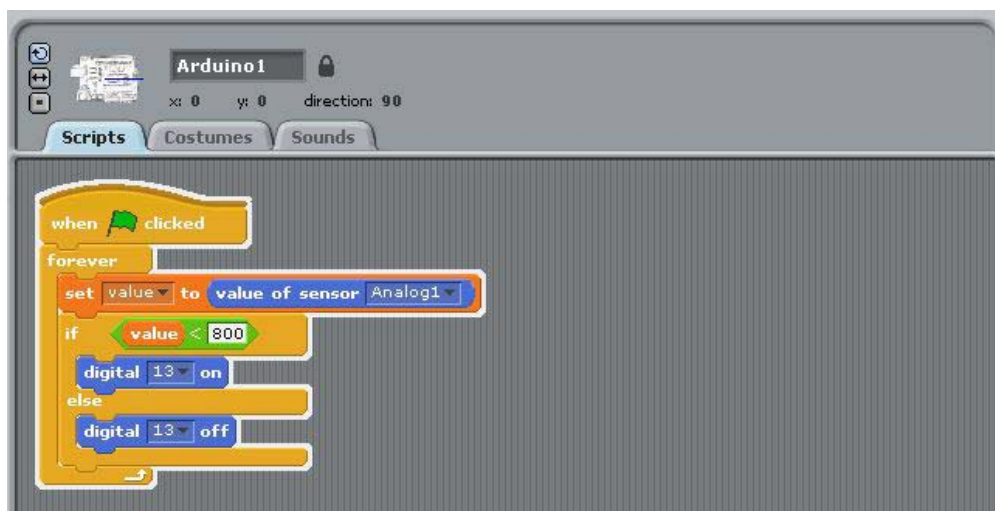 Arduino1
x: 0 y: 0 direction: 90
Scripts Costumes Sounds
when clicked
forever
set value to value of sensor Analog1
if value < 800
digital 13 on
else
digital 13 off